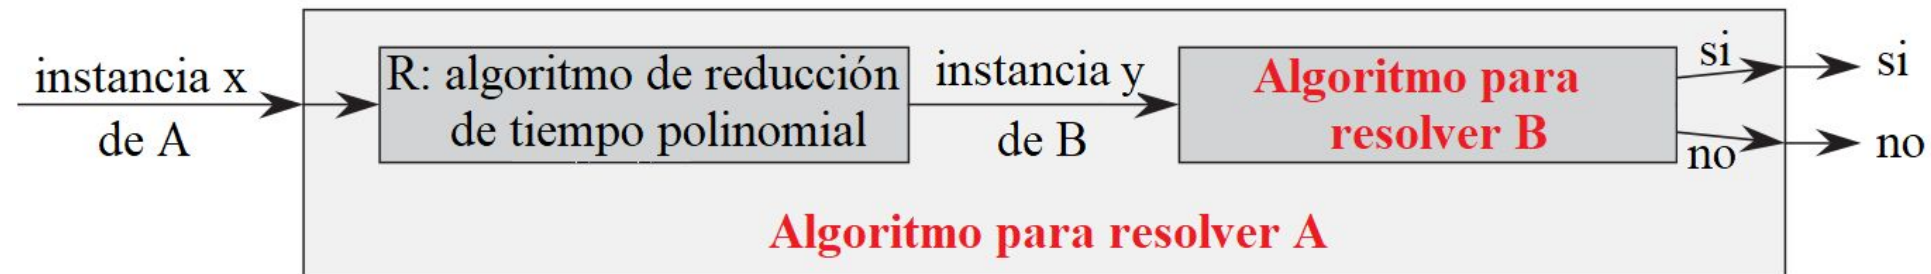 instancia x
de A
R: algoritmo de reducción
de tiempo polinomial
instancia y
de B
Algoritmo para
resolver B
si
no
si
no
Algoritmo para resolver A